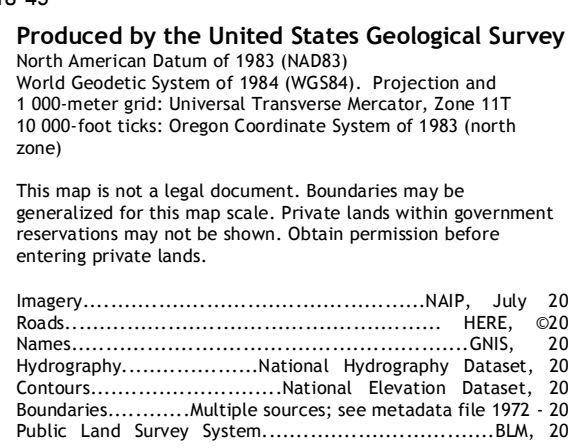 Produced by the United States Geological Survey
North American Datum of 1983 (NAD83)
World Geodetic System of 1984 (WGS84).  Projection and
1 000-meter grid: Universal Transverse Mercator, Zone 11T
10 000-foot ticks: Oregon Coordinate System of 1983 (north
zone)
This map is not a legal document. Boundaries may be
generalized for this map scale. Private lands within government
reservations may not be shown. Obtain permission before
entering private lands.
Imagery..................................................NAIP, July 20
Roads....................................................... HERE, ©20
Names..........................................................GNIS, 20
Hydrography....................National Hydrography Dataset, 20
Contours............................National Elevation Dataset, 20
Boundaries............Multiple sources; see metadata file 1972 - 20
Public Land Survey System......................................BLM, 20